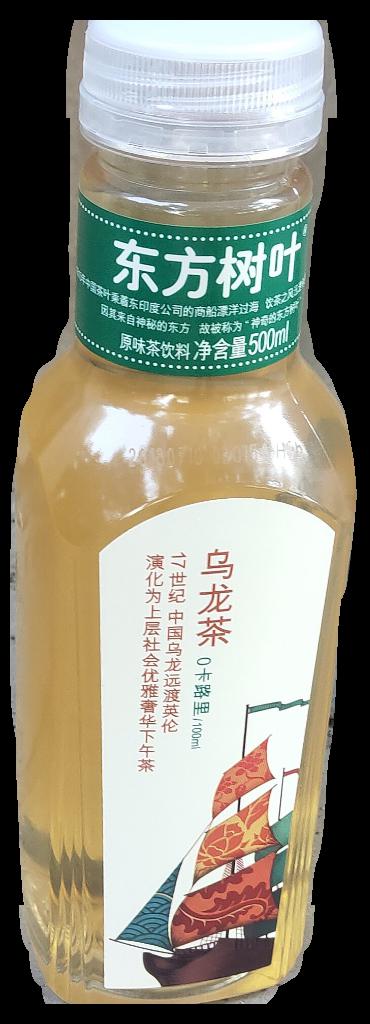 东方树叶
中国茶叶乘着东印度公司的商船漂洋过海 饮茶之风
因其来自神秘的东方 故被称为“神奇的东方树叶”
原味茶饮料 净含量500ml
乌龙茶
0卡路里/100ml
17世纪 中国乌龙远渡英伦
演化为上层社会优雅奢华下午茶